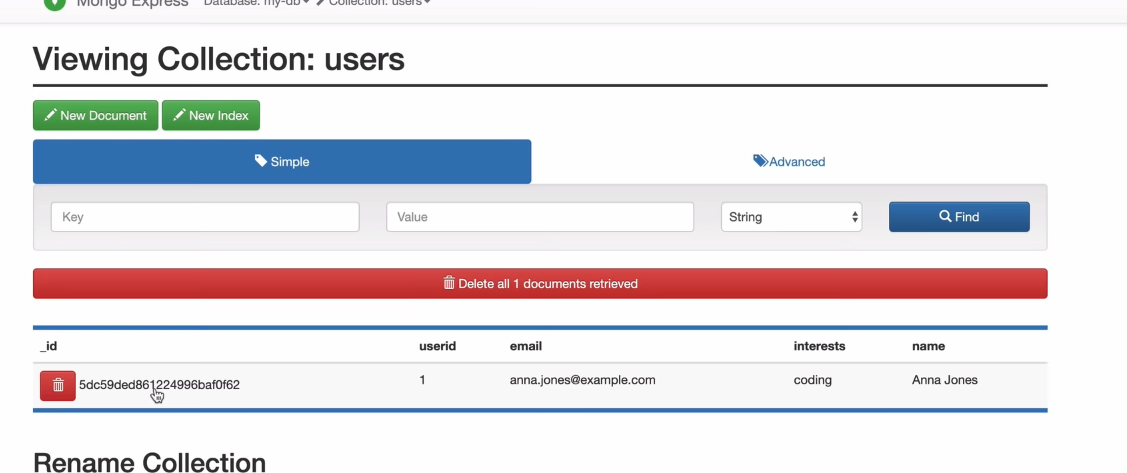 Mongo Express Database: my-db Collection: users
Viewing Collection: users
New Document New Index
Simple Advanced
Key Value String Find
Delete all 1 documents retrieved
_id userid email interests name
5dc59ded861224996baf0f62 1 anna.jones@example.com coding Anna Jones
Rename Collection